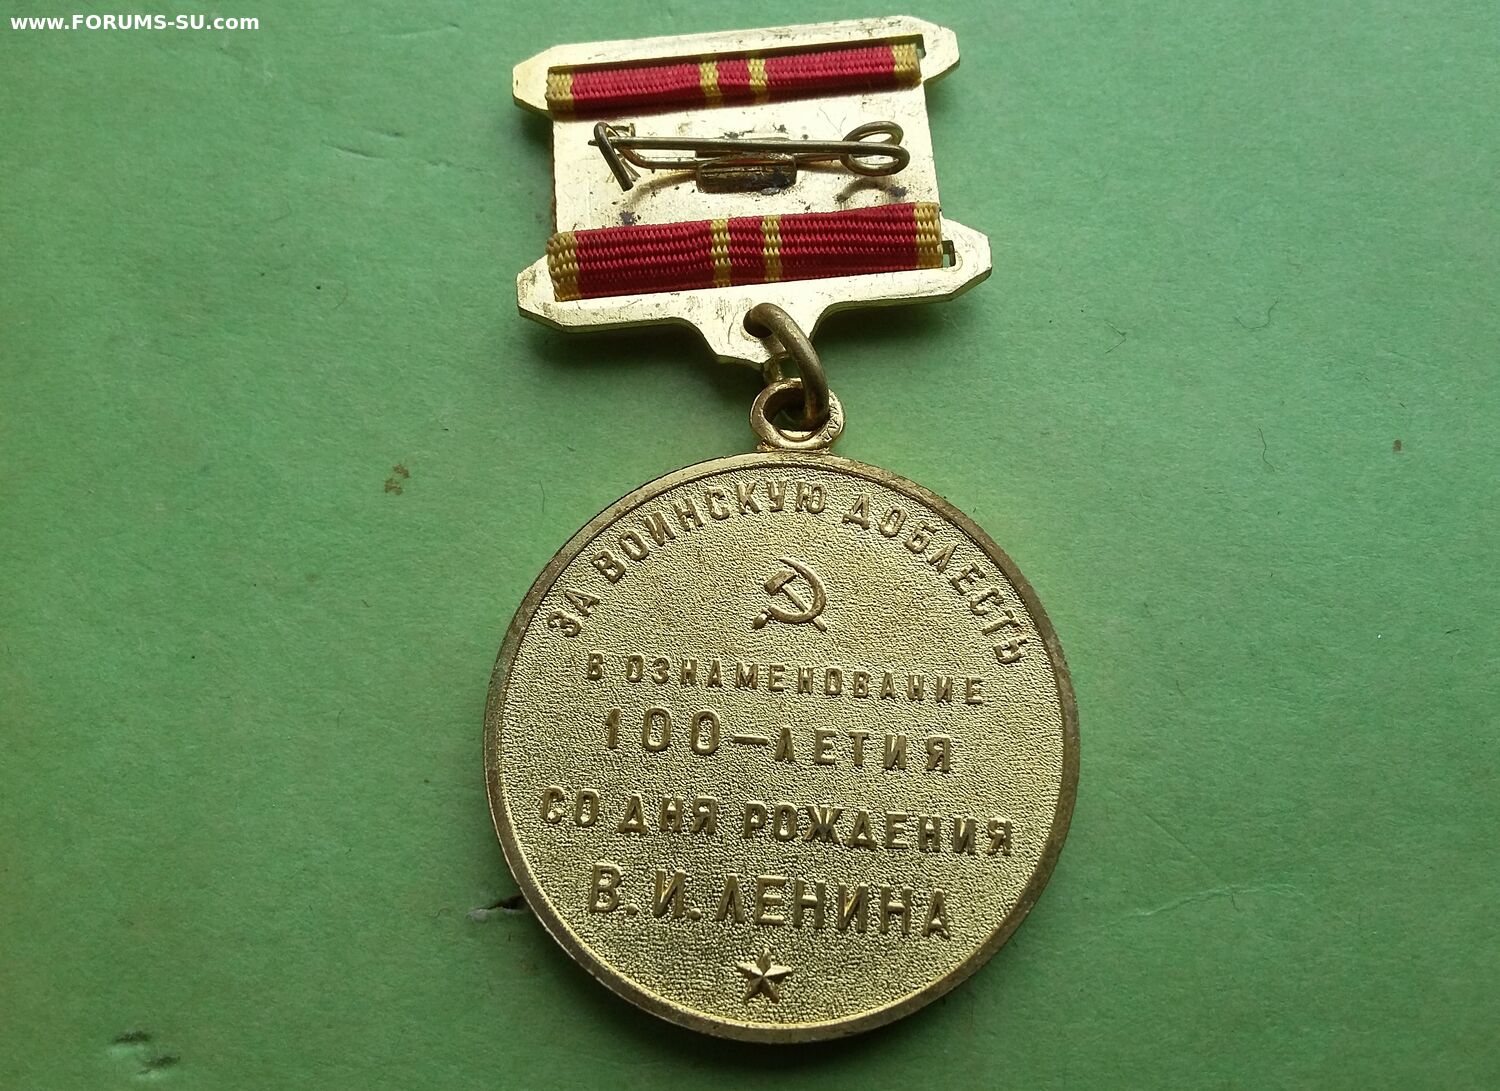 www.FORUMS-SU.com
ЗА ВОИНСКУЮ ДОБЛЕСТЬ
В ОЗНАМЕНОВАНИЕ
100-ЛЕТИЯ
СО ДНЯ РОЖДЕНИЯ
В.И.ЛЕНИНА